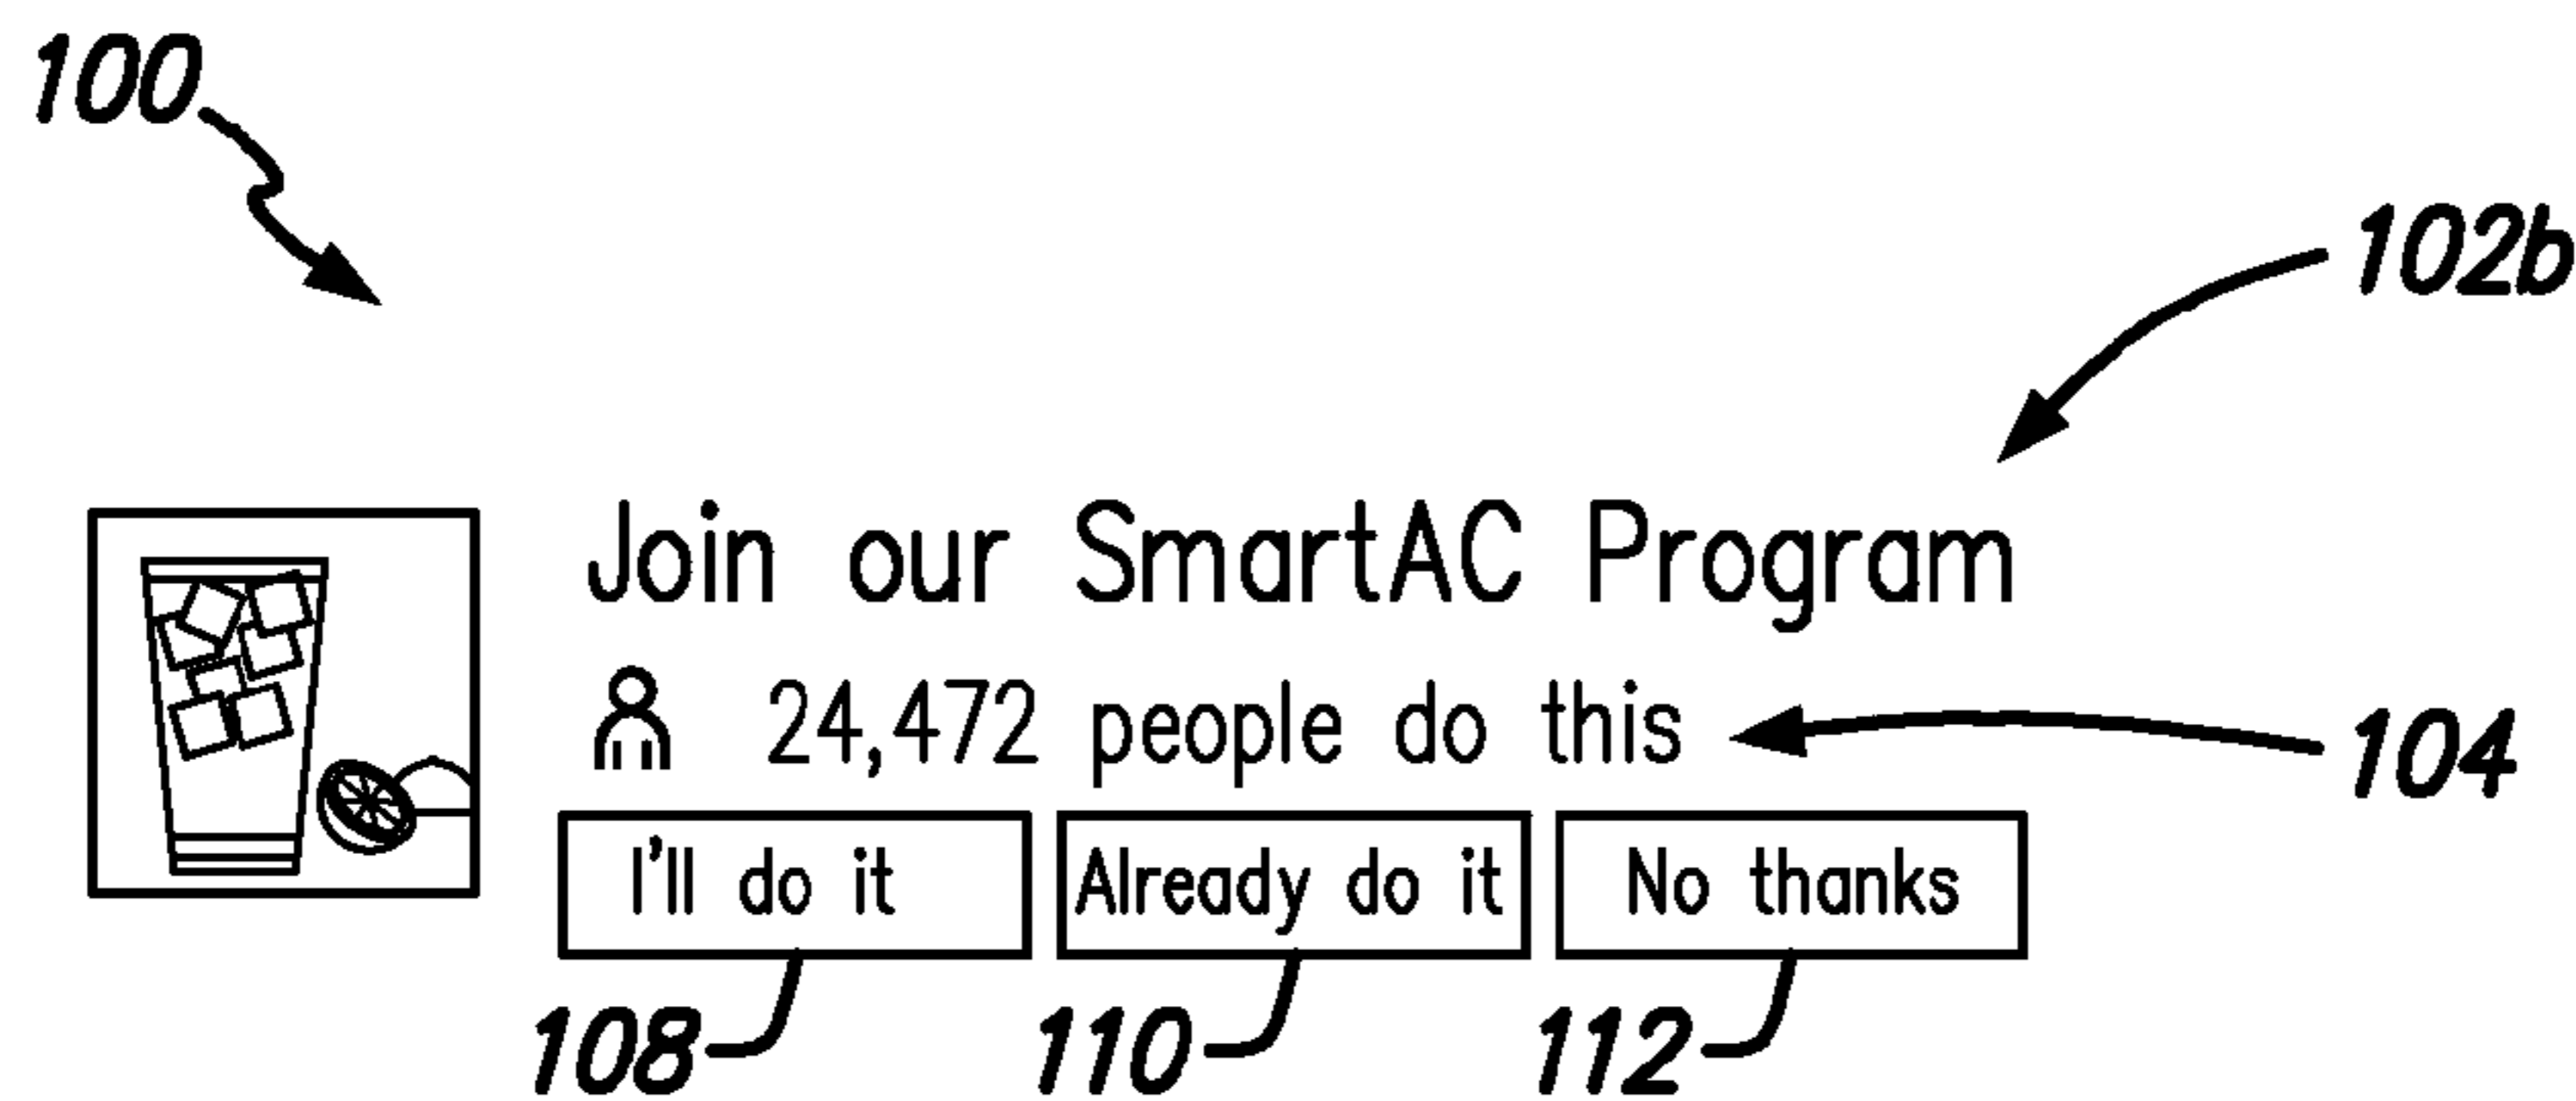 100
102b
Join our SmartAC Program
24,472 people do this
104
I'll do it
Already do it
No thanks
108
110
112